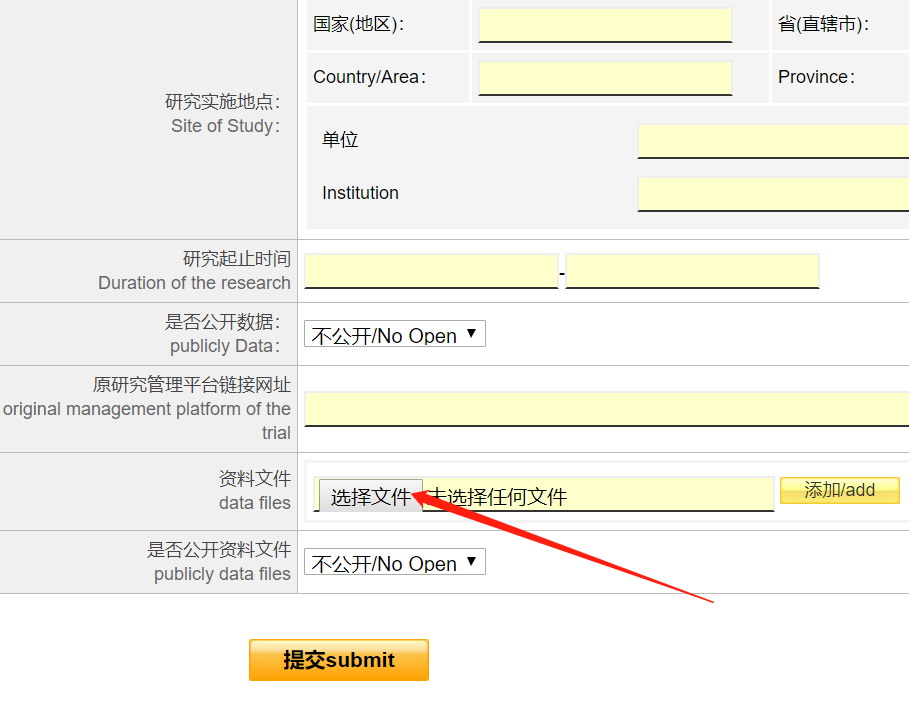 国家(地区)：
省(直辖市)：
研究实施地点：
Site of Study：
Country/Area：
Province：
单位
Institution
研究起止时间
Duration of the research
-
是否公开数据：
publicly Data：
不公开/No Open
原研究管理平台链接网址
original management platform of the
trial
资料文件
data files
选择文件 未选择任何文件
添加/add
是否公开资料文件
publicly data files
不公开/No Open
提交submit